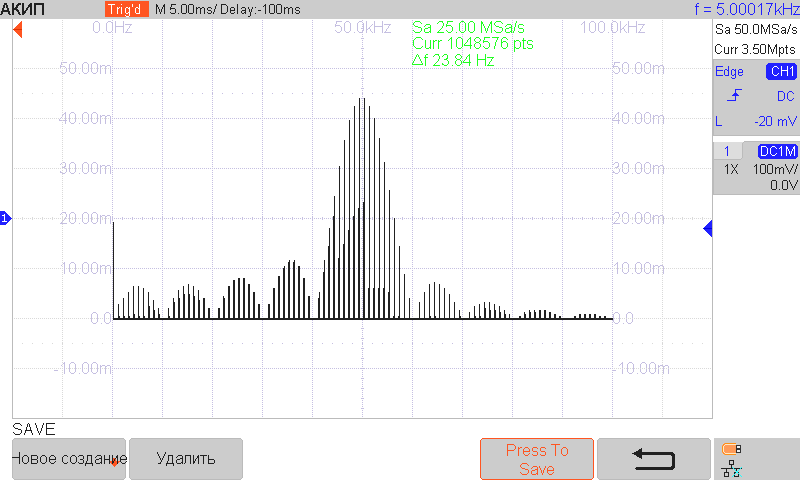 АКИП Trig'd M 5.00ms/ Delay:-100ms f = 5.00017kHz
0.0Hz 50.0kHz 100.0kHz
Sa 25.00 MSa/s
Curr 1048576 pts
Δf 23.84 Hz
Sa 50.0MSa/s
Curr 3.50Mpts
Edge CH1
DC
L -20 mV
1 DC1M
1X 100mV/
0.0V
50.00m 50.00m
40.00m 40.00m
30.00m 30.00m
20.00m 20.00m
1
10.00m 10.00m
0.0 0.0
-10.00m -10.00m
SAVE
Новое создание Удалить Press To
Save